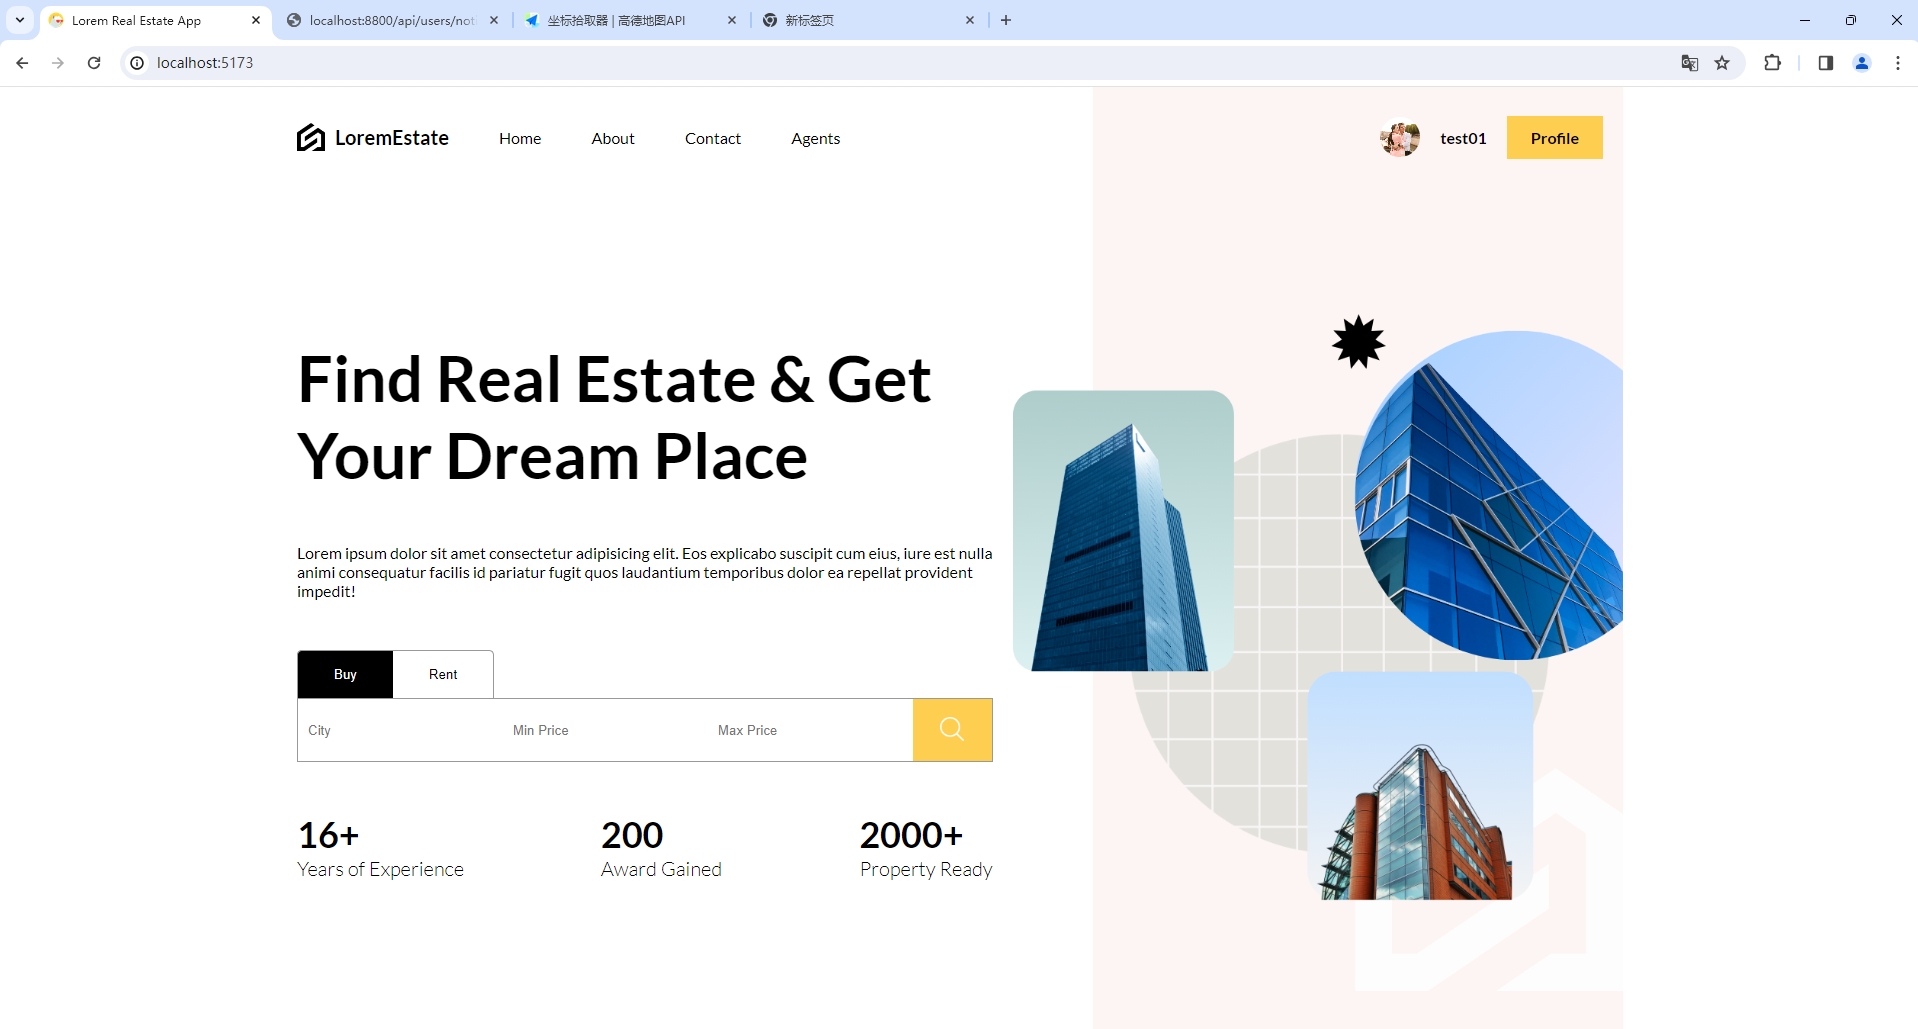 Lorem Real Estate App
localhost:8800/api/users/not
坐标拾取器 | 高德地图API
新标签页
localhost:5173
LoremEstate
Home
About
Contact
Agents
test01
Profile
Find Real Estate & Get
Your Dream Place
Lorem ipsum dolor sit amet consectetur adipisicing elit. Eos explicabo suscipit cum eius, iure est nulla
animi consequatur facilis id pariatur fugit quos laudantium temporibus dolor ea repellat provident
impedit!
Buy
Rent
City
Min Price
Max Price
16+
200
2000+
Years of Experience
Award Gained
Property Ready